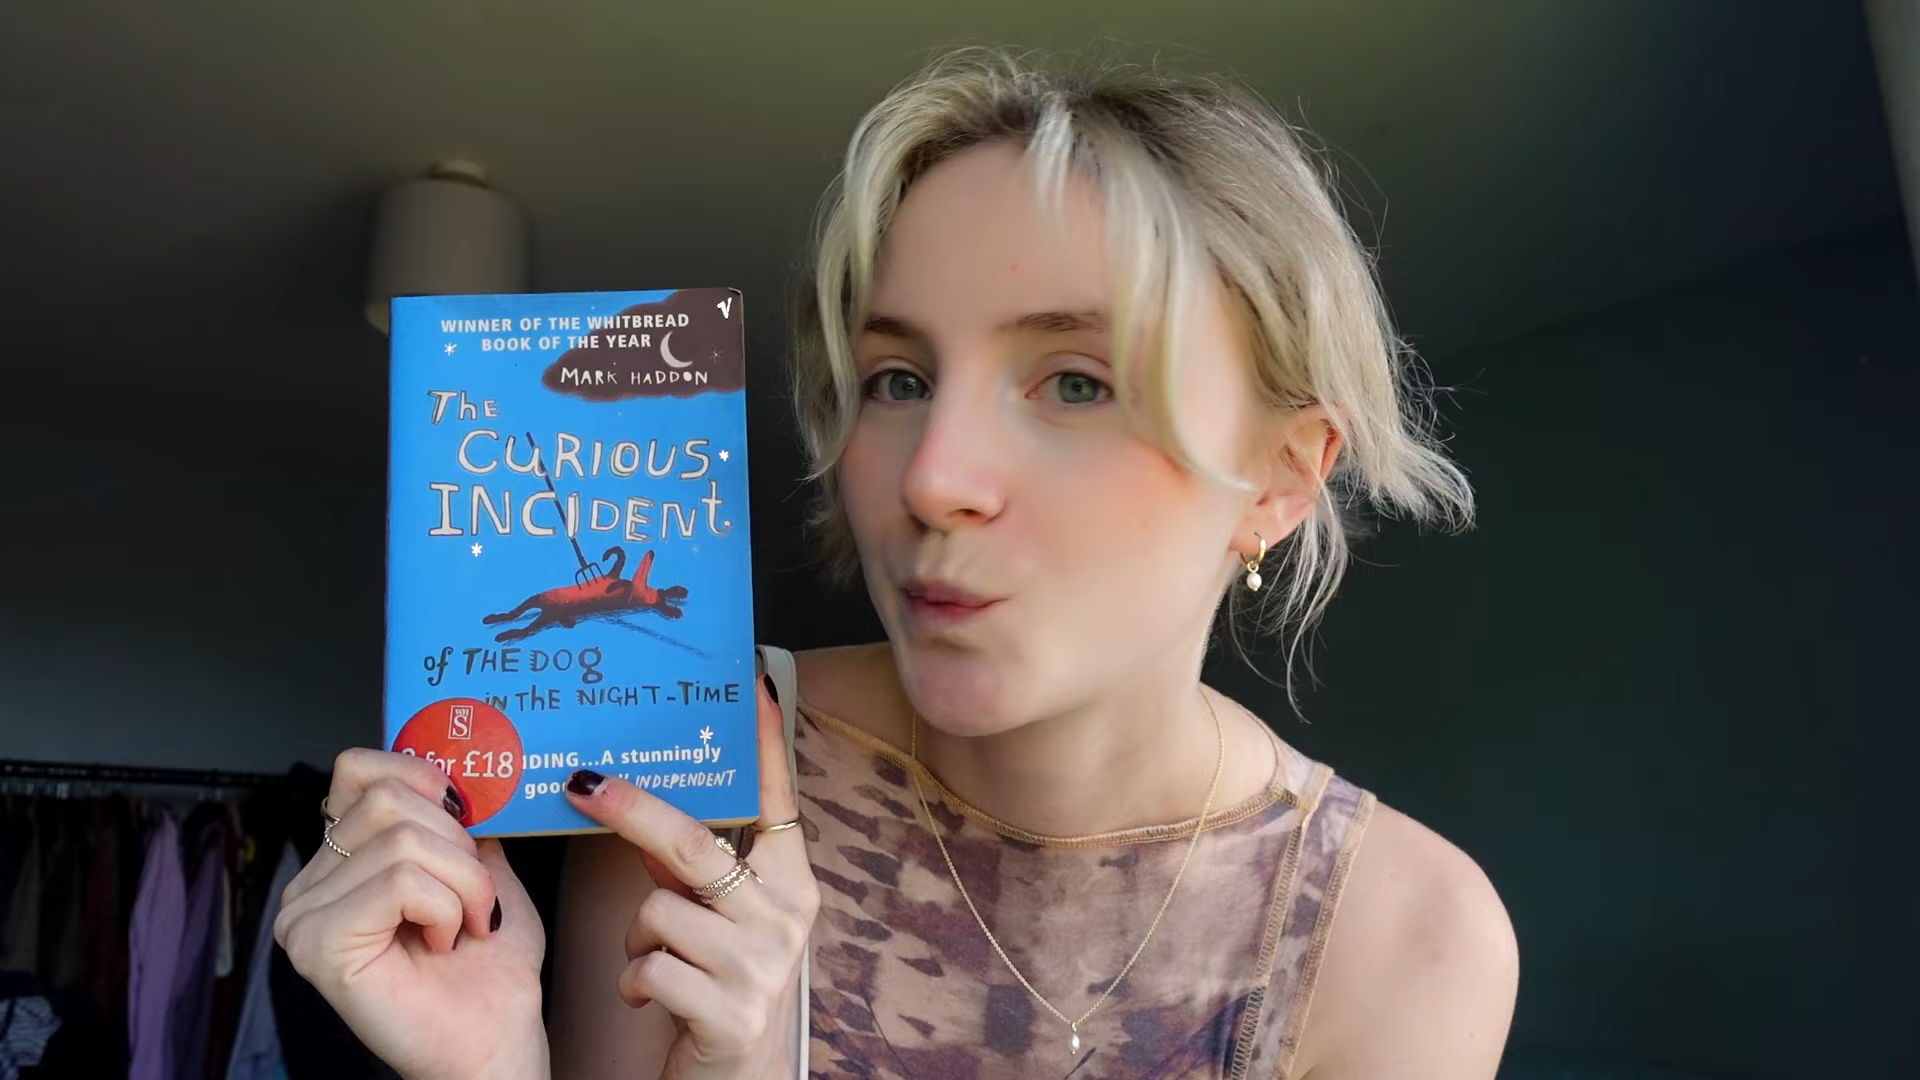 WINNER OF THE WHITBREAD
BOOK OF THE YEAR
MARK HADDON
The
CURIOUS
INCIDENT
of THE DOg
iN THE NIGHT-TiME
WH
S
for £18
A stunningly
INDEPENDENT